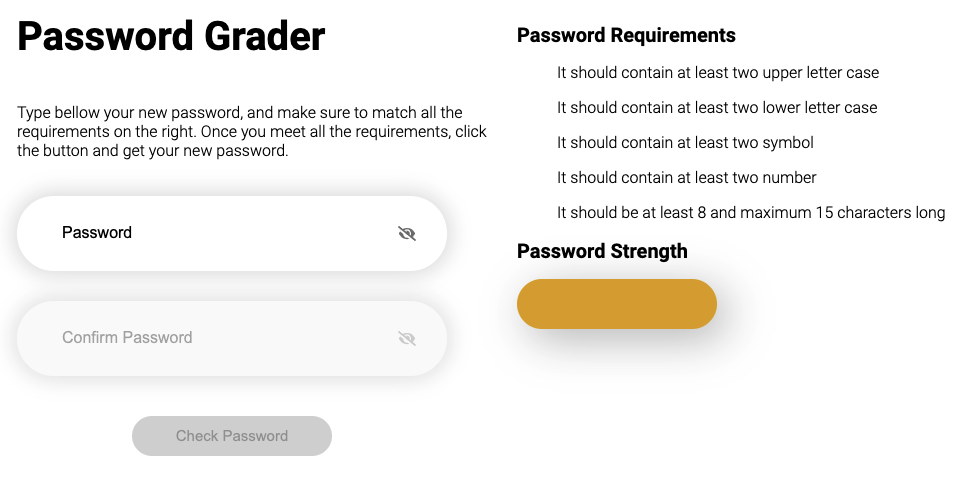 Password Grader
Type bellow your new password, and make sure to match all the
requirements on the right. Once you meet all the requirements, click
the button and get your new password.
Password
Confirm Password
Check Password
Password Requirements
It should contain at least two upper letter case
It should contain at least two lower letter case
It should contain at least two symbol
It should contain at least two number
It should be at least 8 and maximum 15 characters long
Password Strength